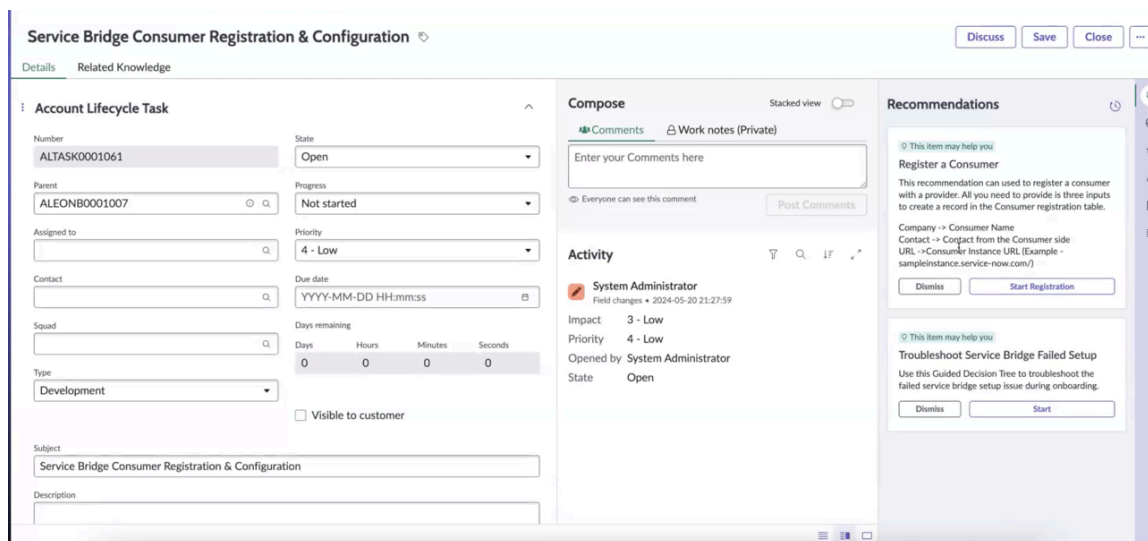 Service Bridge Consumer Registration & Configuration
Discuss
Save
Close
Details
Related Knowledge
Account Lifecycle Task
Number
ALTASK0001061
State
Open
Parent
ALEONB0001007
Progress
Not started
Assigned to
Priority
4 - Low
Contact
Due date
YYYY-MM-DD HH:mm:ss
Squad
Days remaining
Days Hours Minutes Seconds
0 0 0 0
Type
Development
Visible to customer
Subject
Service Bridge Consumer Registration & Configuration
Description
Compose
Stacked view
Comments
Work notes (Private)
Enter your Comments here
Everyone can see this comment
Post Comments
Activity
System Administrator
Field changes • 2024-05-20 21:27:59
Impact 3 - Low
Priority 4 - Low
Opened by System Administrator
State Open
Recommendations
This item may help you
Register a Consumer
This recommendation can used to register a consumer
with a provider. All you need to provide is three inputs
to create a record in the Consumer registration table.
Company -> Consumer Name
Contact -> Contact from the Consumer side
URL ->Consumer Instance URL (Example -
sampleinstance.service-now.com/)
Dismiss
Start Registration
This item may help you
Troubleshoot Service Bridge Failed Setup
Use this Guided Decision Tree to troubleshoot the
failed service bridge setup issue during onboarding.
Dismiss
Start